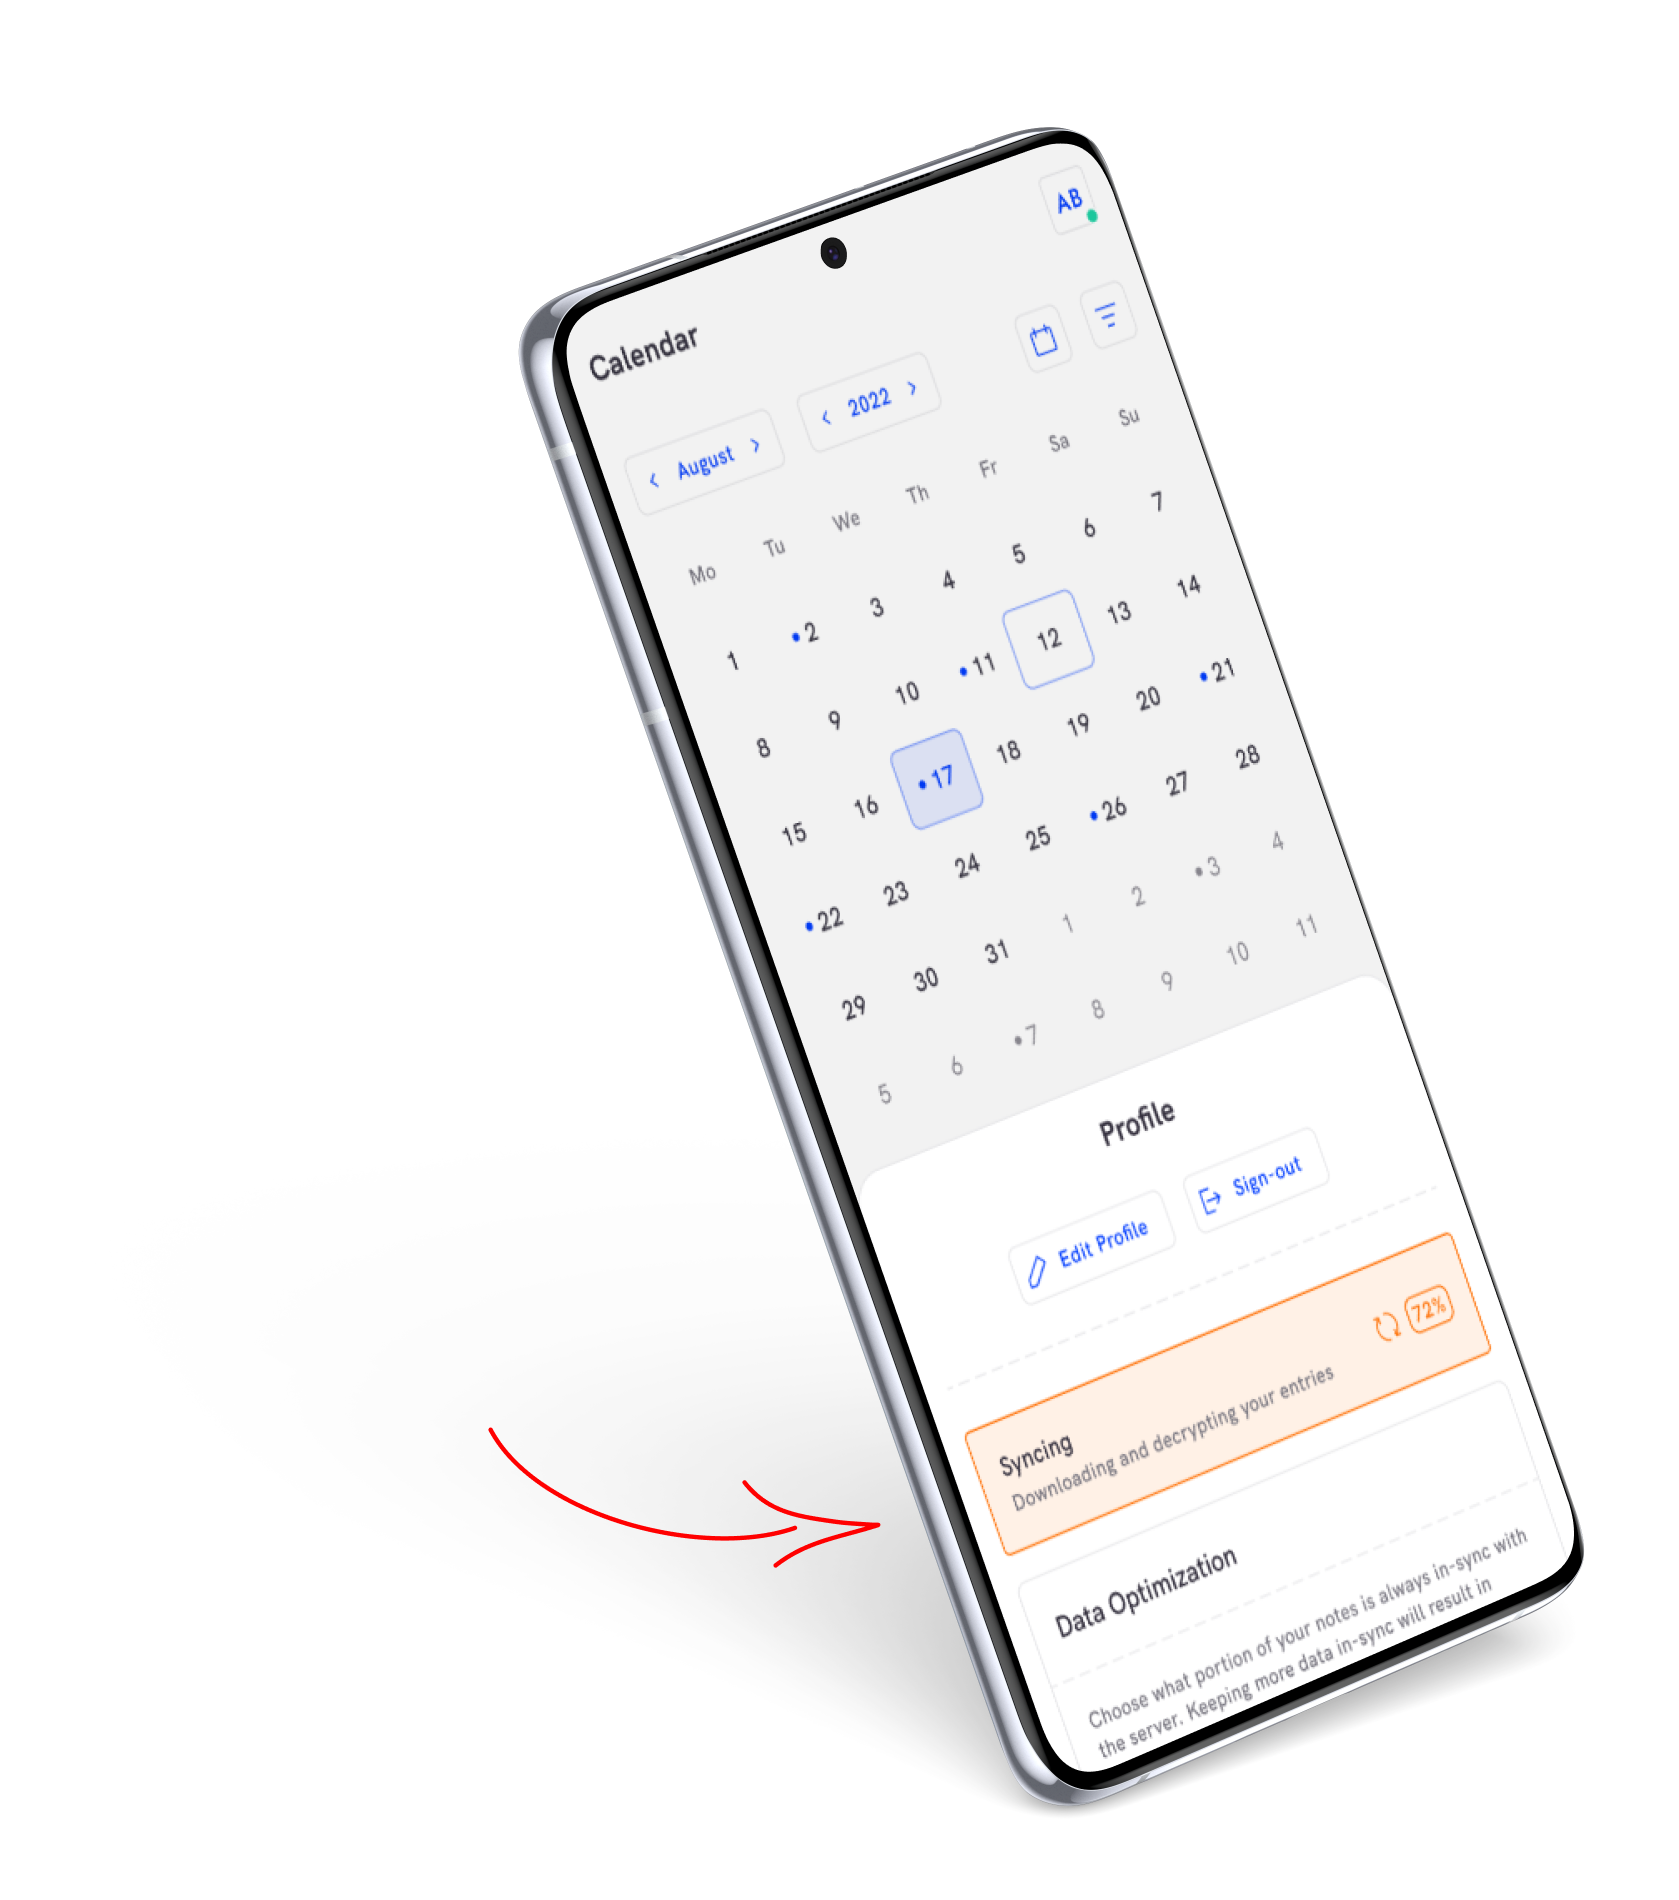 AB
Calendar
August
2022
Mo Tu We Th Fr Sa Su
1 2 3 4 5 6 7
8 9 10 11 12 13 14
15 16 17 18 19 20 21
22 23 24 25 26 27 28
29 30 31 1 2 3 4
5 6 7 8 9 10 11
Profile
Edit Profile
Sign-out
Syncing
72%
Downloading and decrypting your entries
Data Optimization
Choose what portion of your notes is always in-sync with
the server. Keeping more data in-sync will result in